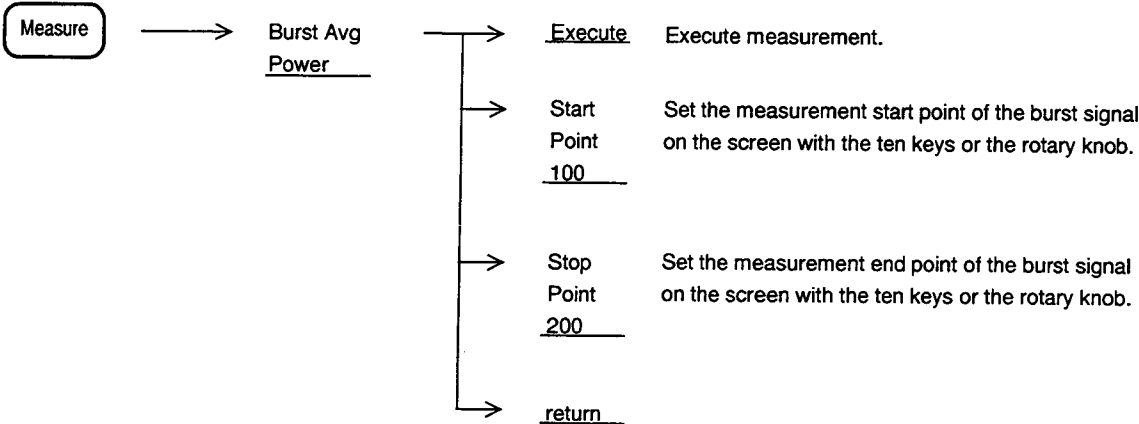 Measure
Burst Avg
Power
Execute
Execute measurement.
Start
Point
100
Set the measurement start point of the burst signal
on the screen with the ten keys or the rotary knob.
Stop
Point
200
Set the measurement end point of the burst signal
on the screen with the ten keys or the rotary knob.
return